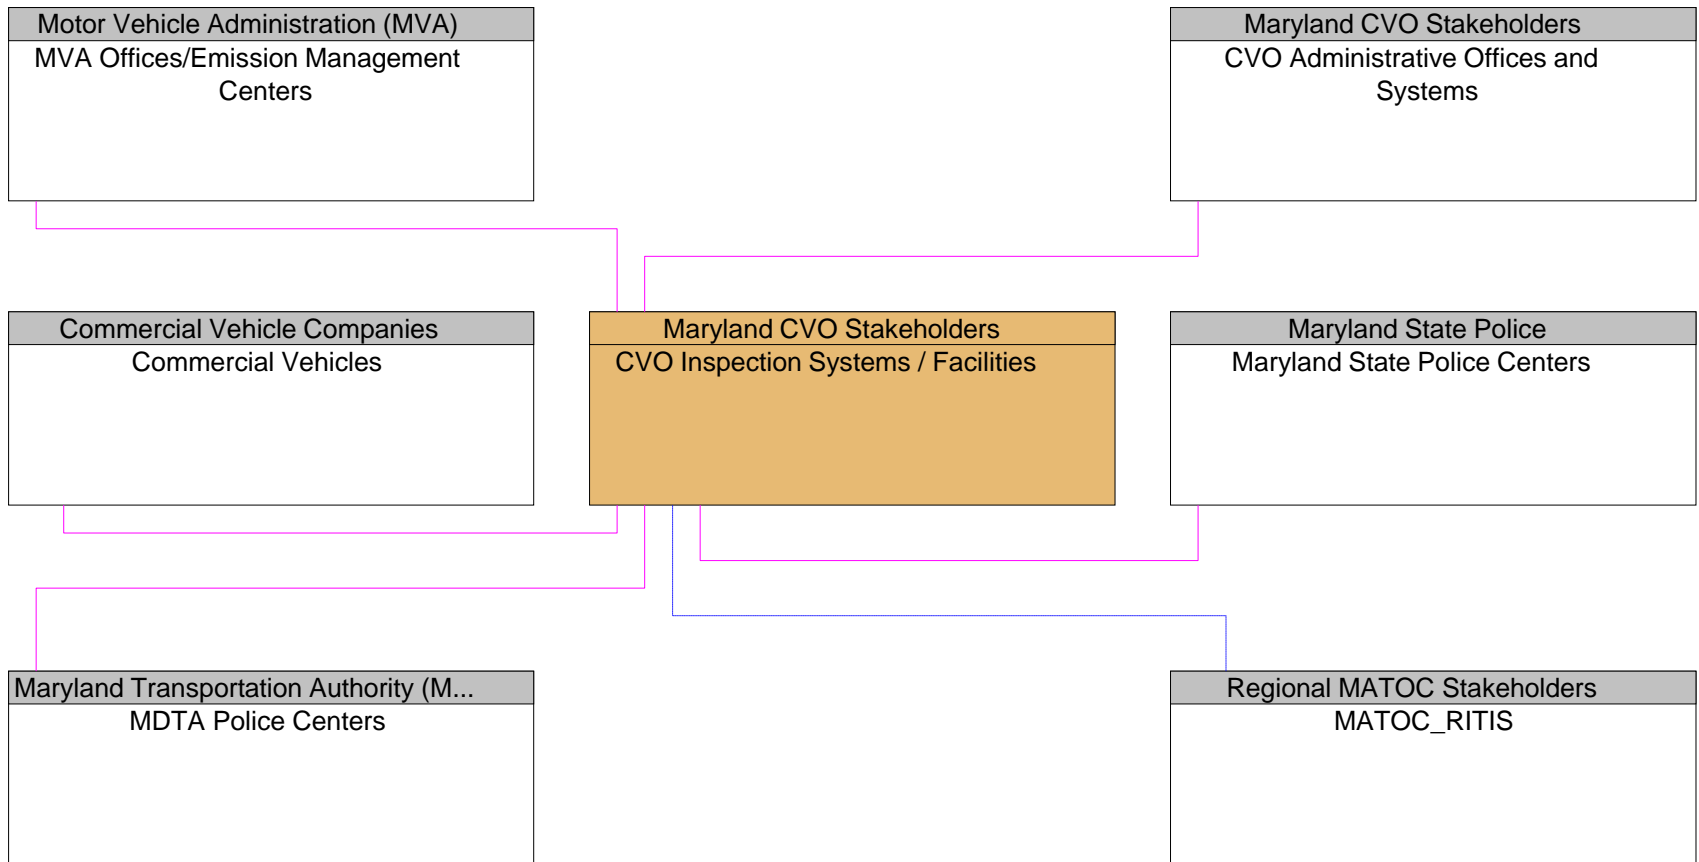 Motor Vehicle Administration (MVA)
MVA Offices/Emission Management
Centers
Maryland CVO Stakeholders
CVO Administrative Offices and
Systems
Commercial Vehicle Companies
Commercial Vehicles
Maryland CVO Stakeholders
CVO Inspection Systems / Facilities
Maryland State Police
Maryland State Police Centers
Maryland Transportation Authority (M...
MDTA Police Centers
Regional MATOC Stakeholders
MATOC_RITIS